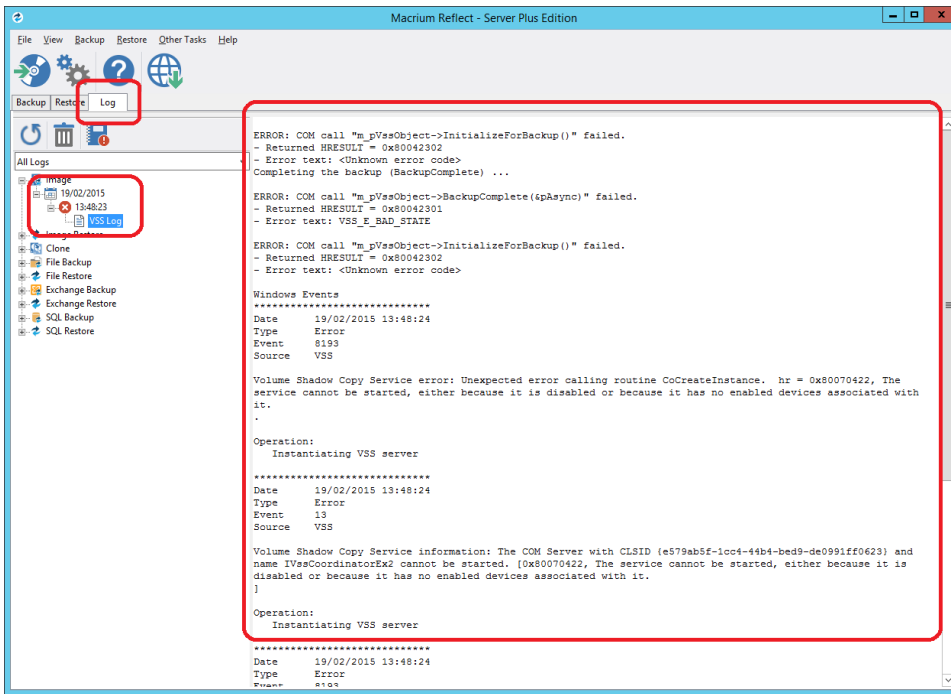 Macrium Reflect - Server Plus Edition
File View Backup Restore Other Tasks Help
Backup Restore Log
All Logs
Image
19/02/2015
13:48:23
VSS Log
Image Restore
Clone
File Backup
File Restore
Exchange Backup
Exchange Restore
SQL Backup
SQL Restore
ERROR: COM call "m_pVssObject->InitializeForBackup()" failed.
- Returned HRESULT = 0x80042302
- Error text: <Unknown error code>
Completing the backup (BackupComplete) ...
ERROR: COM call "m_pVssObject->BackupComplete(&pAsync)" failed.
- Returned HRESULT = 0x80042301
- Error text: VSS_E_BAD_STATE
ERROR: COM call "m_pVssObject->InitializeForBackup()" failed.
- Returned HRESULT = 0x80042302
- Error text: <Unknown error code>
Windows Events
*****************************
Date 19/02/2015 13:48:24
Type Error
Event 8193
Source VSS
Volume Shadow Copy Service error: Unexpected error calling routine CoCreateInstance. hr = 0x80070422, The
service cannot be started, either because it is disabled or because it has no enabled devices associated with
it.
.
Operation:
Instantiating VSS server
*****************************
Date 19/02/2015 13:48:24
Type Error
Event 13
Source VSS
Volume Shadow Copy Service information: The COM Server with CLSID {e579ab5f-1cc4-44b4-bed9-de0991ff0623} and
name IVssCoordinatorEx2 cannot be started. [0x80070422, The service cannot be started, either because it is
disabled or because it has no enabled devices associated with it.
]
Operation:
Instantiating VSS server
*****************************
Date 19/02/2015 13:48:24
Type Error
Event 8193